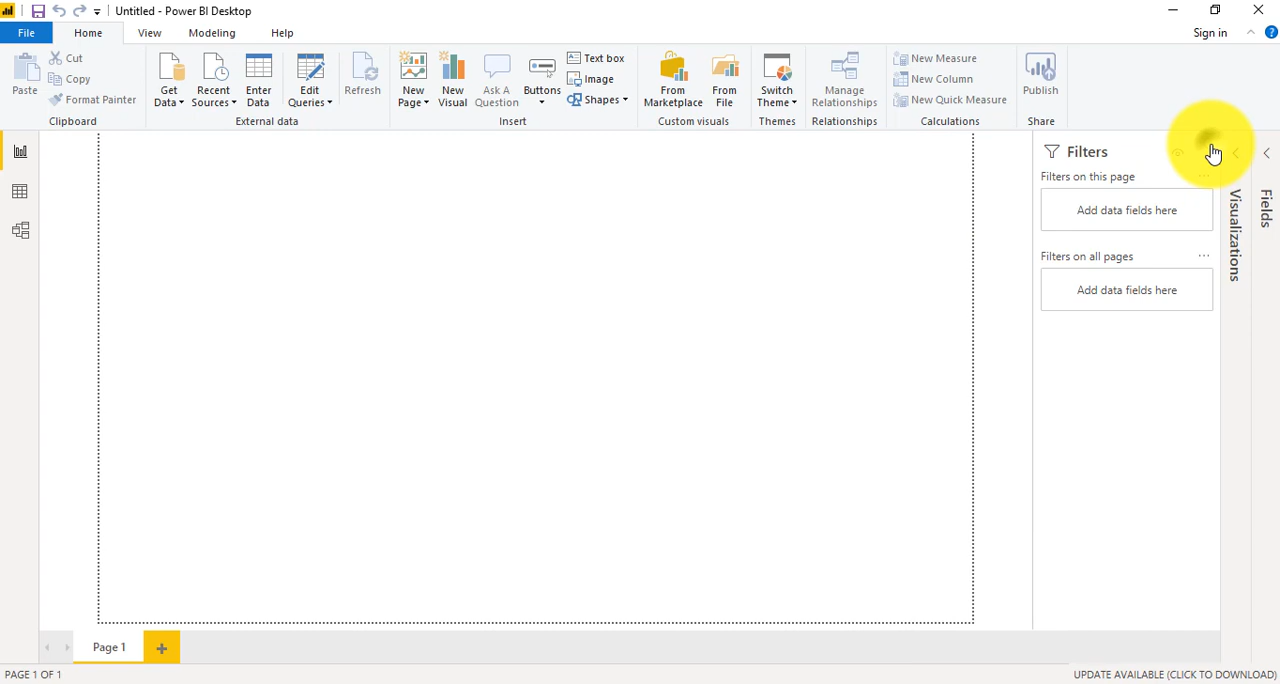 Untitled - Power BI Desktop
File Home View Modeling Help Sign in
Paste
Cut
Copy
Format Painter
Clipboard
Get Data
Recent Sources
Enter Data
Edit Queries
Refresh
External data
New Page
New Visual
Ask A Question
Buttons
Text box
Image
Shapes
Insert
From Marketplace
From File
Custom visuals
Switch Theme
Themes
Manage Relationships
Relationships
New Measure
New Column
New Quick Measure
Calculations
Publish
Share
Filters
Filters on this page ...
Add data fields here
Filters on all pages ...
Add data fields here
Visualizations
Fields
Page 1
PAGE 1 OF 1
UPDATE AVAILABLE (CLICK TO DOWNLOAD)